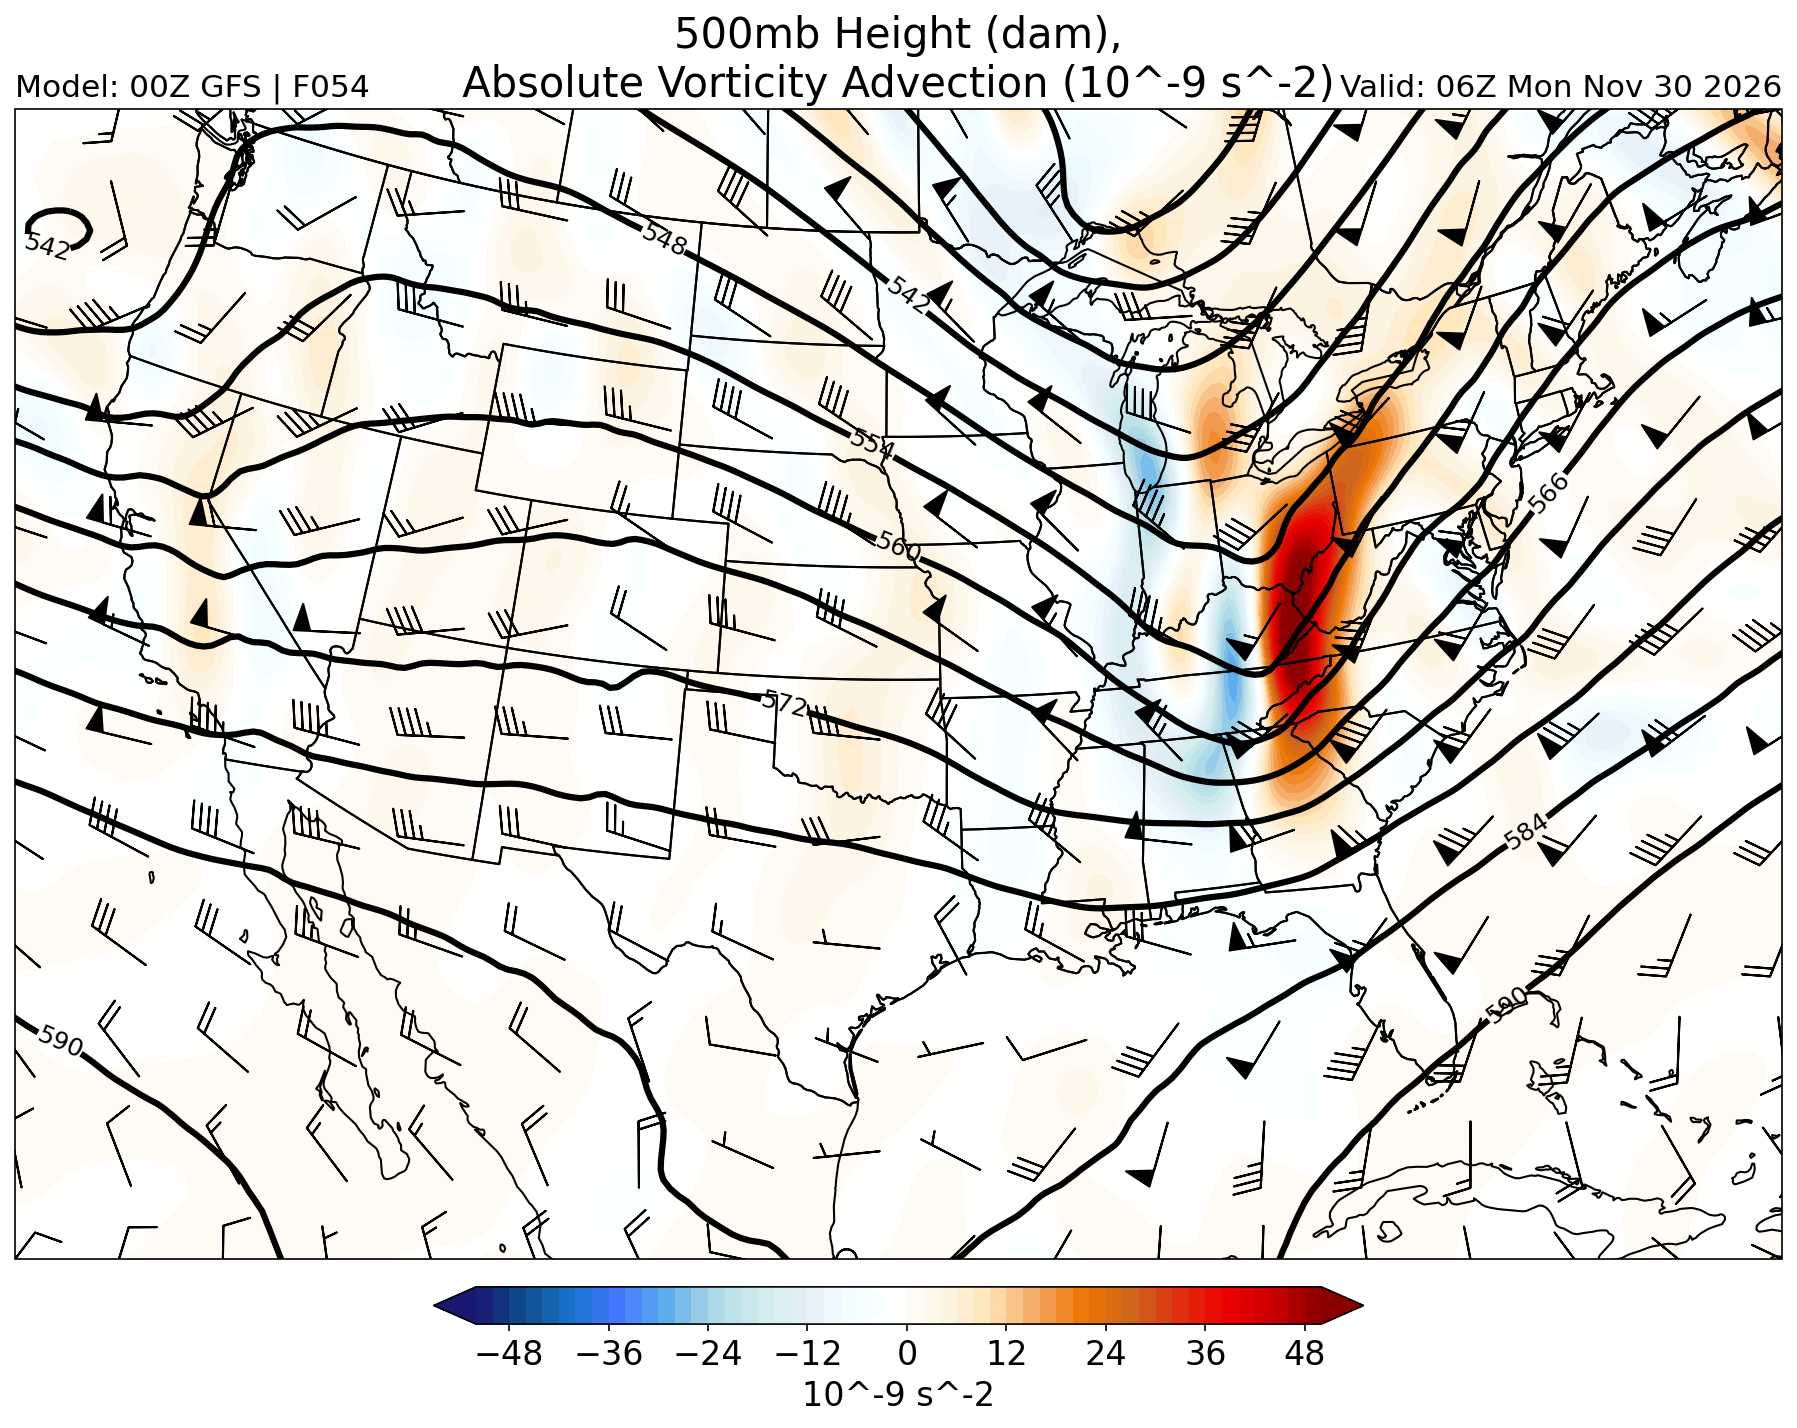 500mb Height (dam),
Model: 00Z GFS | F054
Absolute Vorticity Advection (10^-9 s^-2)
Valid: 06Z Mon Nov 30 2026
542
548
542
554
566
560
572
584
590
590
−48 −36 −24 −12 0 12 24 36 48
10^-9 s^-2